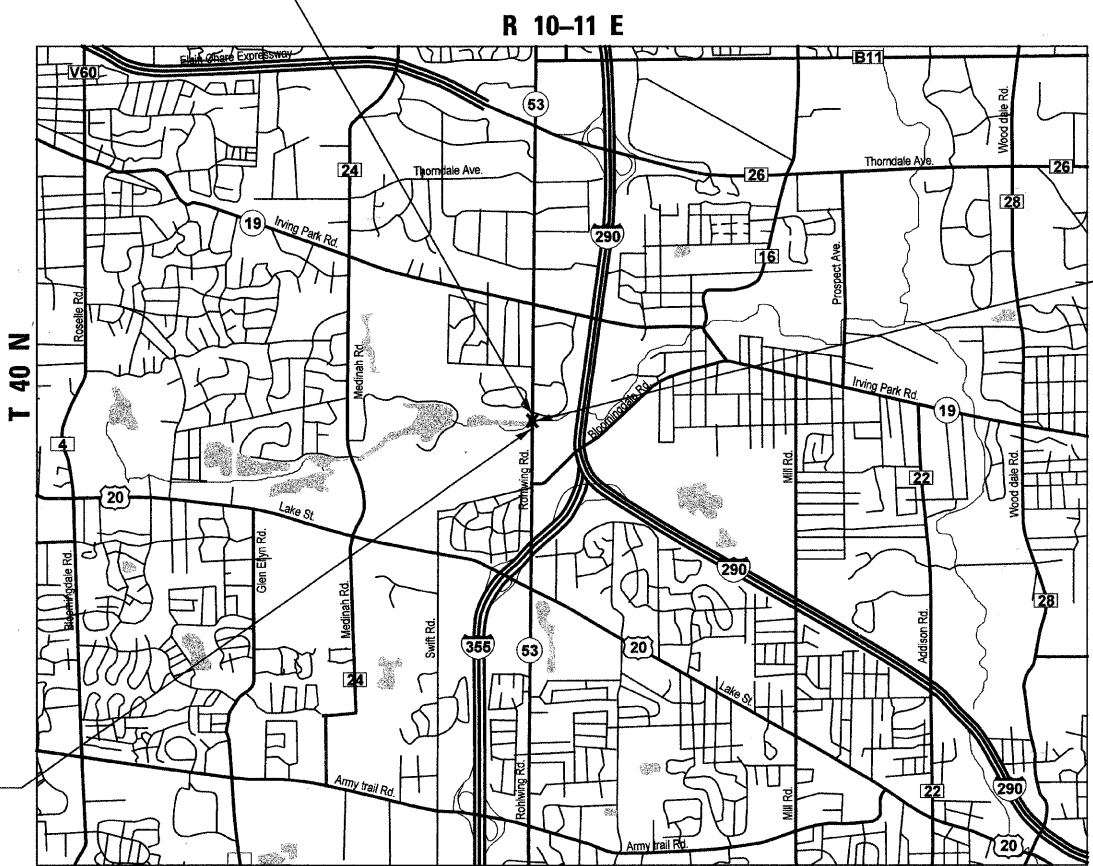 R 10–11 E
T 40 N
Elgin Ohare Expressway
V60
B11
53
Wood dale Rd.
24
Thorndale Ave.
Thorndale Ave.
26
26
28
19
Irving Park Rd.
290
16
Prospect Ave.
Roselle Rd.
Medinah Rd.
Bloomingdale Rd.
Irving Park Rd.
19
4
Rohlwing Rd.
Mill Rd.
22
Wood dale Rd.
20
Lake St.
Bloomingdale Rd.
Glen Ellyn Rd.
290
Medinah Rd.
28
Swift Rd.
355
53
20
Addison Rd.
24
Lake St.
Army trail Rd.
Rohlwing Rd.
Mill Rd.
22
290
Army trail Rd.
20